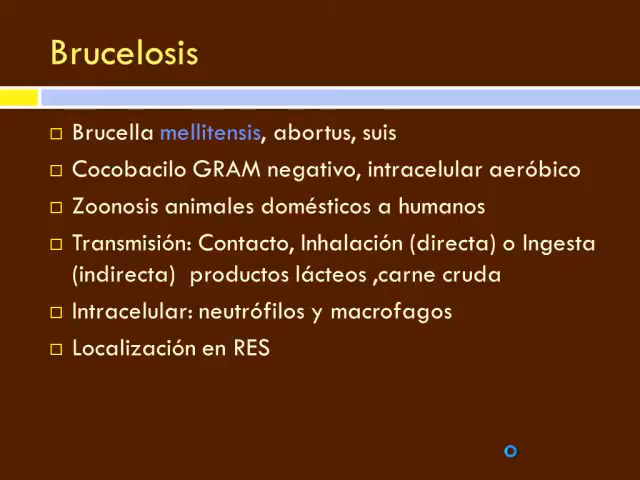 Brucelosis
Brucella mellitensis, abortus, suis
Cocobacilo GRAM negativo, intracelular aeróbico
Zoonosis animales domésticos a humanos
Transmisión: Contacto, Inhalación (directa) o Ingesta
(indirecta)  productos lácteos ,carne cruda
Intracelular: neutrófilos y macrofagos
Localización en RES